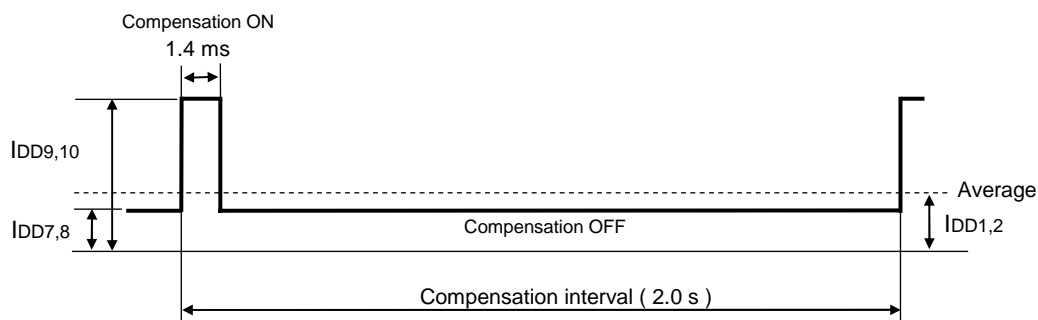 Compensation ON
1.4 ms
IDD9,10
Average
IDD7,8
Compensation OFF
IDD1,2
Compensation interval ( 2.0 s )